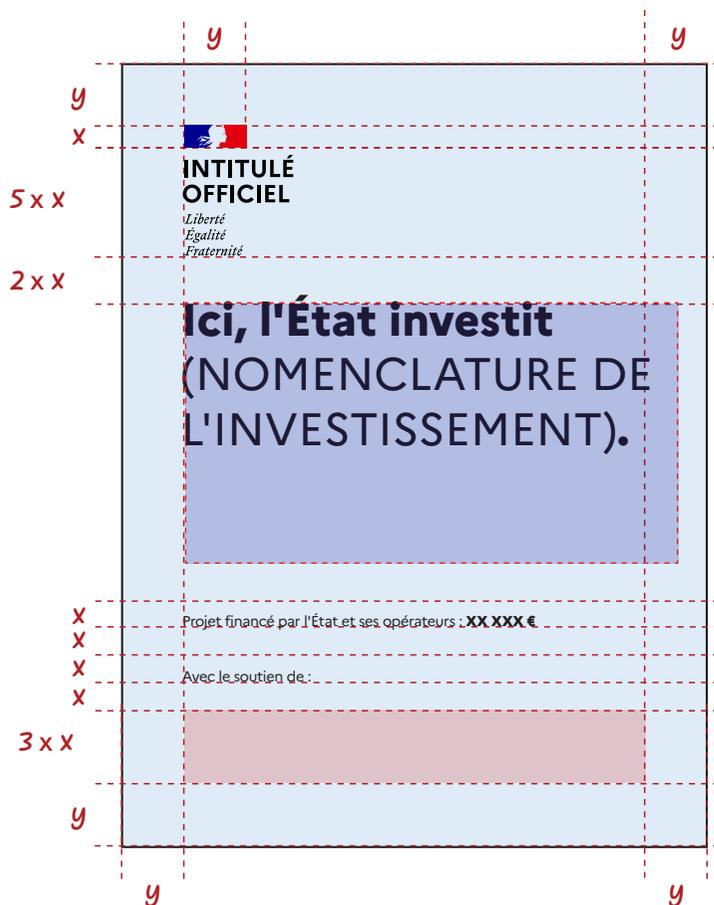 y y
y
x
INTITULÉ
5 x x
OFFICIEL
Liberté
Égalité
Fraternité
2 x x
Ici, l'État investit
(NOMENCLATURE DE
L'INVESTISSEMENT).
x
Projet financé par l'État et ses opérateurs : XX XXX €
x
x
Avec le soutien de :
x
3 x x
y
y y